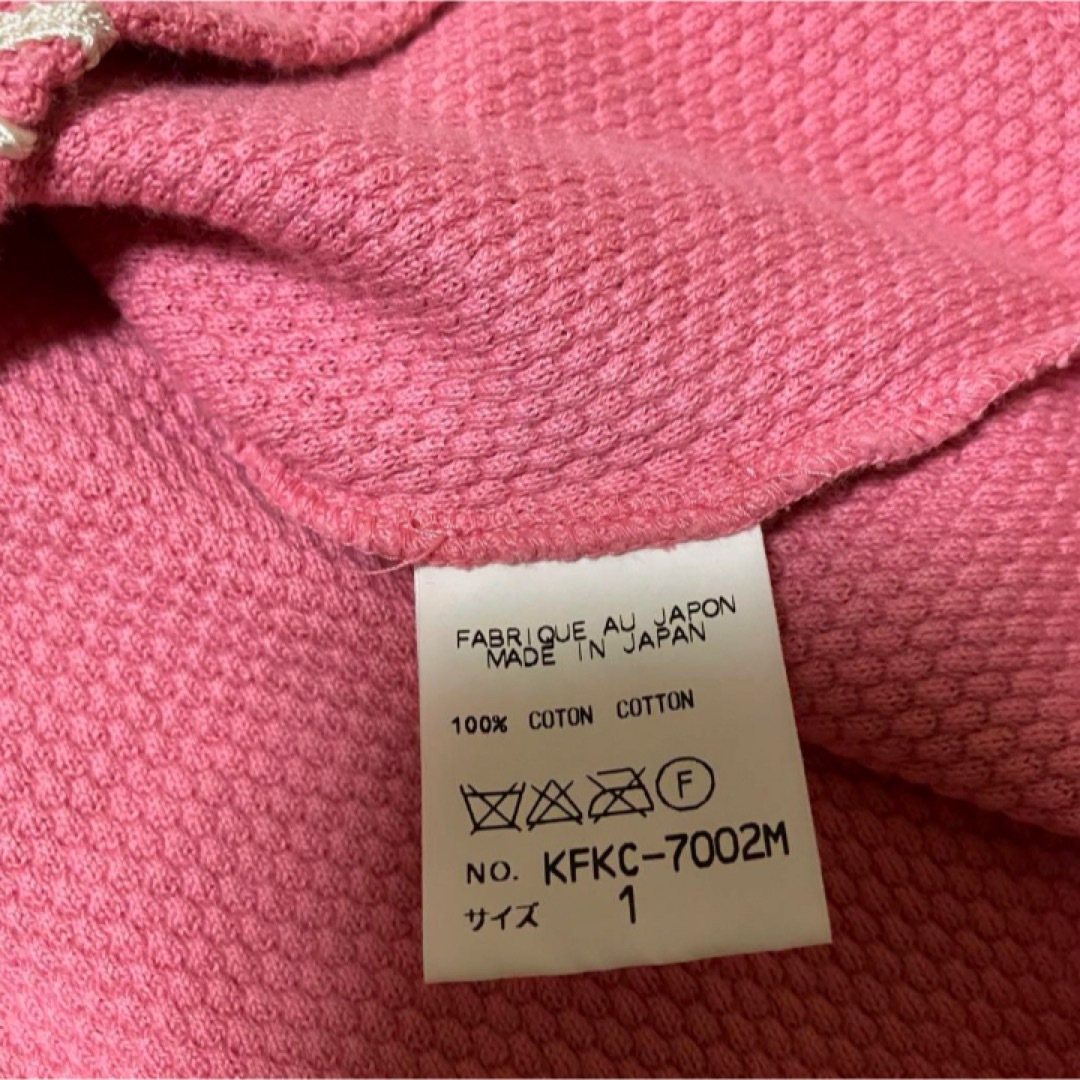 FABRIQUE AU JAPON
MADE IN JAPAN
100% COTON COTTON
F
NO. KFKC-7002M
サイズ 1